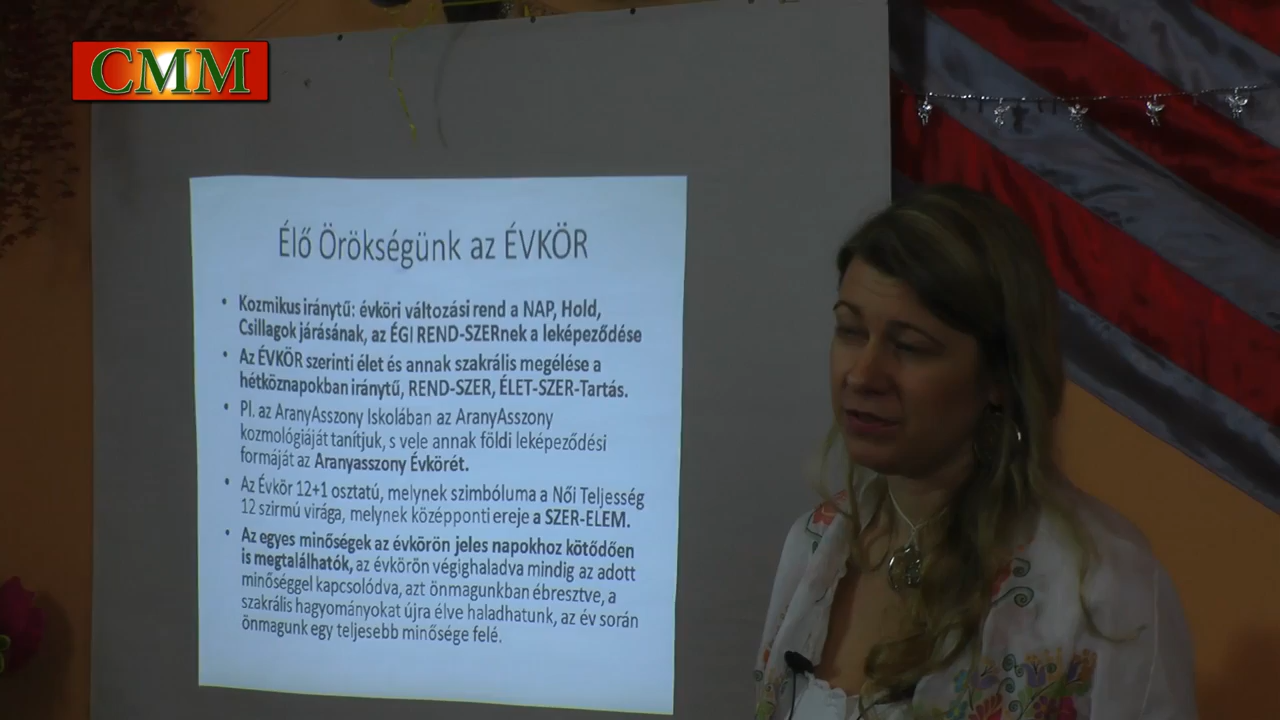 CMM
Élő Örökségünk az ÉVKÖR
• Kozmikus iránytű: évköri változási rend a NAP, Hold,
Csillagok járásának, az ÉGI REND-SZERnek a leképeződése
• Az ÉVKÖR szerinti élet és annak szakrális megélése a
hétköznapokban iránytű, REND-SZER, ÉLET-SZER-Tartás.
• Pl. az AranyAsszony Iskolában az AranyAsszony
kozmológiáját tanítjuk, s vele annak földi leképeződési
formáját az Aranyasszony Évkörét.
• Az Évkör 12+1 osztatú, melynek szimbóluma a Női Teljesség
12 szirmú virága, melynek középponti ereje a SZER-ELEM.
• Az egyes minőségek az évkörön jeles napokhoz kötődően
is megtalálhatók, az évkörön végighaladva mindig az adott
minőséggel kapcsolódva, azt önmagunkban ébresztve, a
szakrális hagyományokat újra élve haladhatunk, az év során
önmagunk egy teljesebb minősége felé.